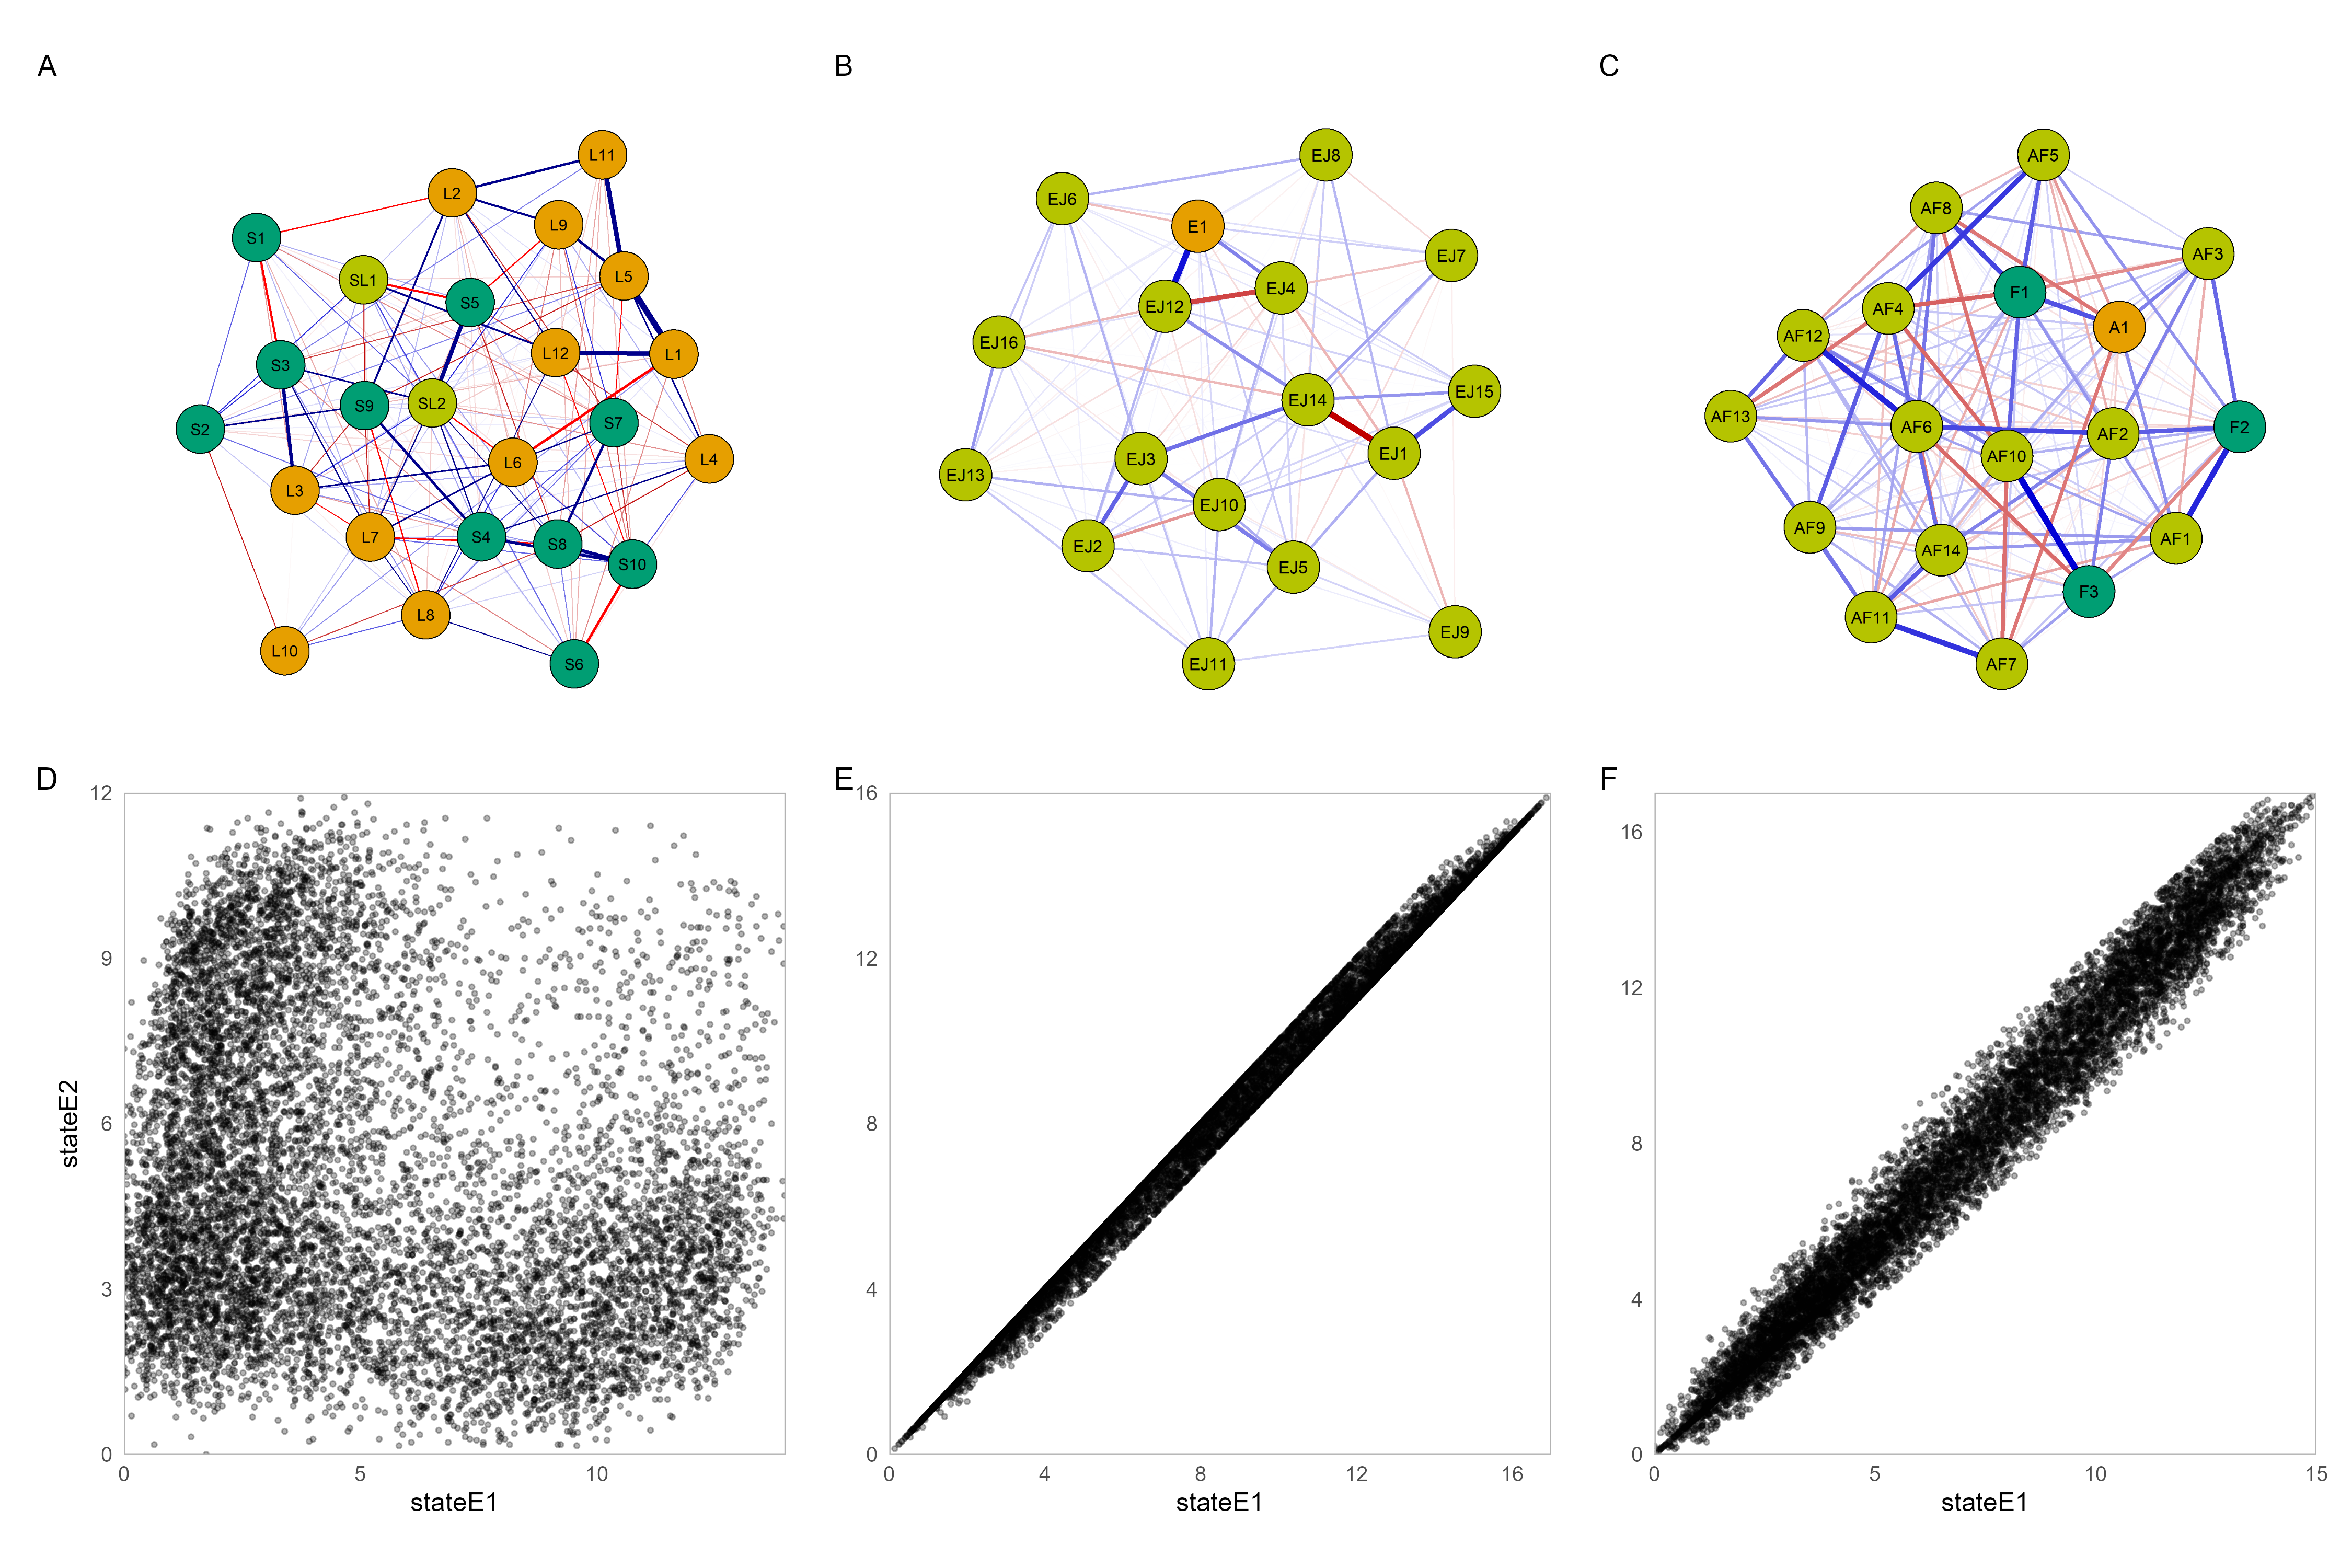 A
B
C
L11
L2
L9
S1
SL1
S5
L5
L12
L1
S3
S9
SL2
S7
S2
L6
L4
L3
L7
S4
S8
S10
L8
L10
S6
EJ8
EJ6
E1
EJ7
EJ4
EJ12
EJ16
EJ15
EJ14
EJ3
EJ1
EJ13
EJ10
EJ2
EJ5
EJ9
EJ11
AF5
AF8
AF3
F1
AF4
A1
AF12
AF13
AF6
AF2
F2
AF10
AF9
AF14
AF1
F3
AF11
AF7
D
12
9
6
3
0
stateE2
0
5
10
stateE1
E
16
12
8
4
0
0
4
8
12
16
stateE1
F
16
12
8
4
0
0
5
10
15
stateE1